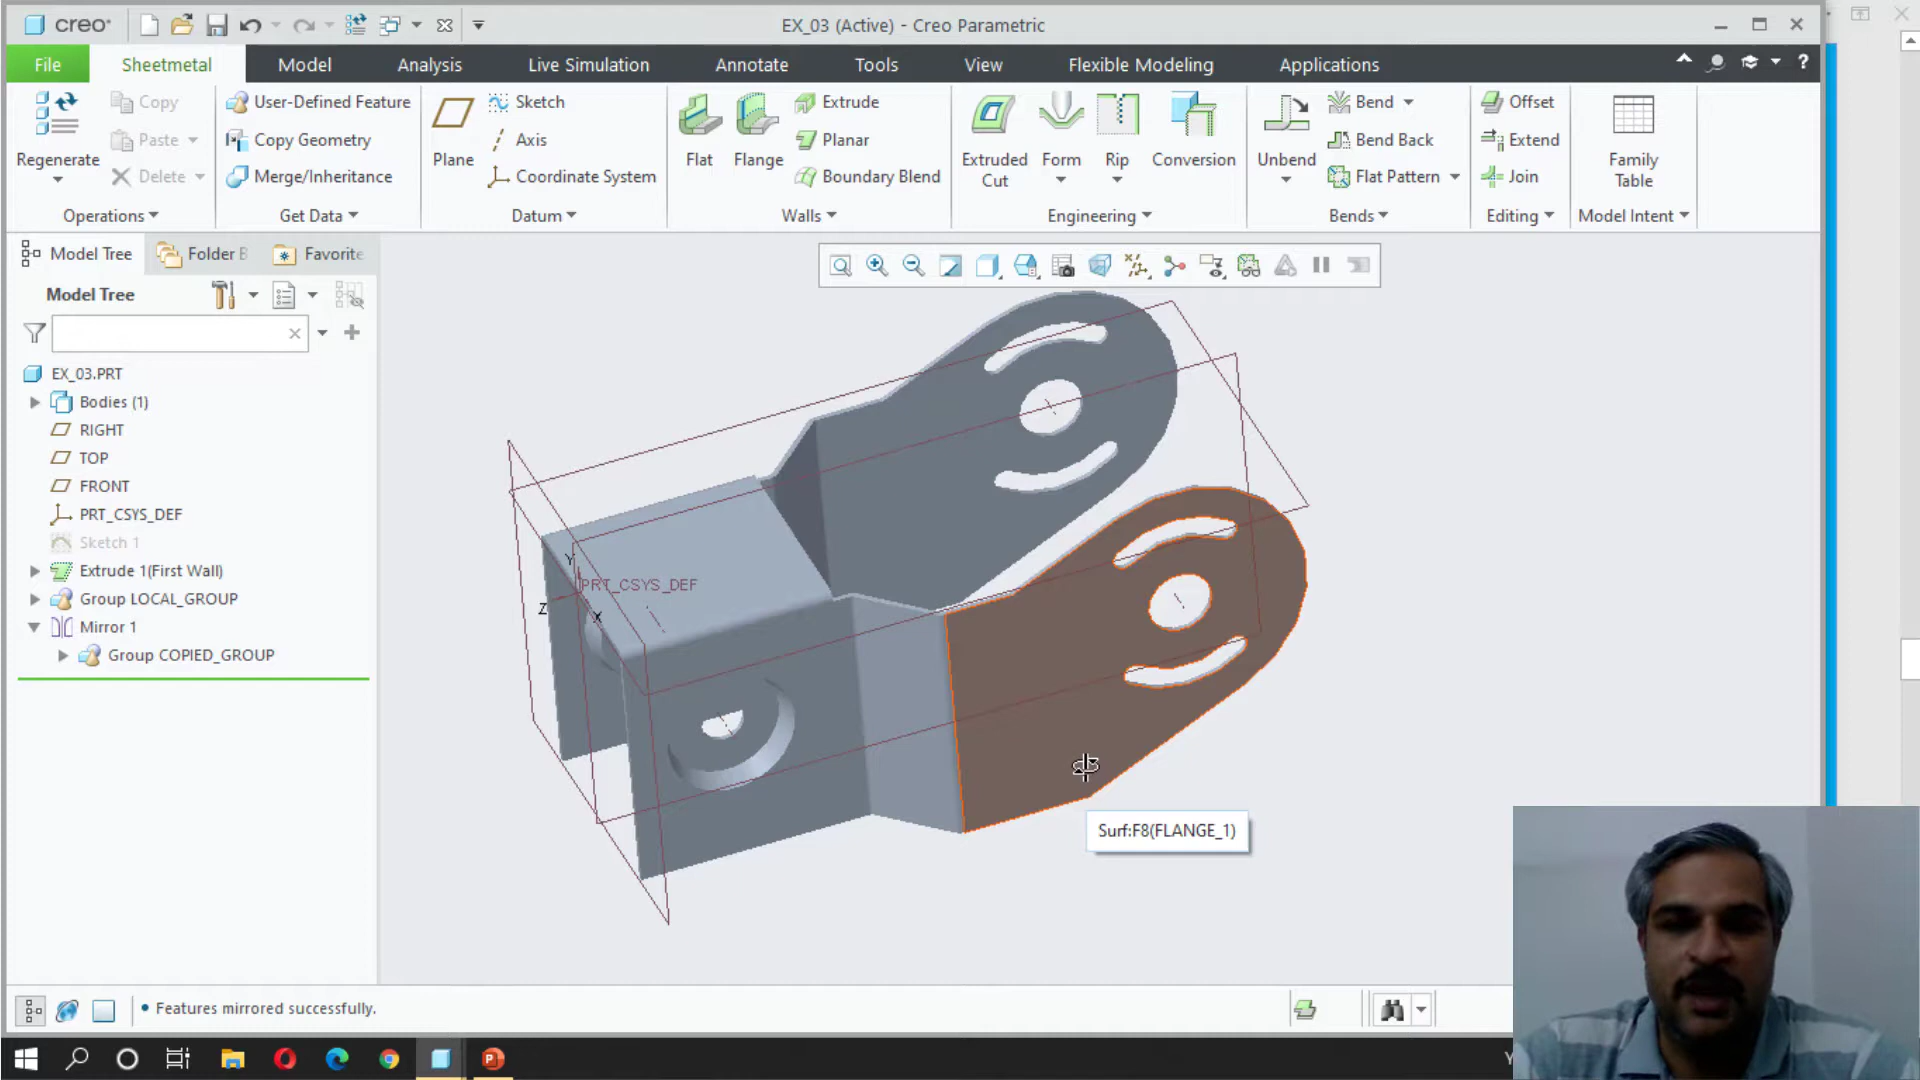 creo
EX_03 (Active) - Creo Parametric
File
Sheetmetal
Model
Analysis
Live Simulation
Annotate
Tools
View
Flexible Modeling
Applications
Regenerate
Copy
Paste
Delete
Operations
User-Defined Feature
Copy Geometry
Merge/Inheritance
Get Data
Plane
Sketch
Axis
Coordinate System
Datum
Flat
Flange
Extrude
Planar
Boundary Blend
Walls
Extruded
Cut
Form
Rip
Conversion
Engineering
Unbend
Bend
Bend Back
Flat Pattern
Bends
Offset
Extend
Join
Editing
Family
Table
Model Intent
Model Tree
Folder B
Favorite
Model Tree
EX_03.PRT
Bodies (1)
RIGHT
TOP
FRONT
PRT_CSYS_DEF
Sketch 1
Extrude 1(First Wall)
Group LOCAL_GROUP
Mirror 1
Group COPIED_GROUP
Y
PRT_CSYS_DEF
Z
X
Surf:F8(FLANGE_1)
• Features mirrored successfully.